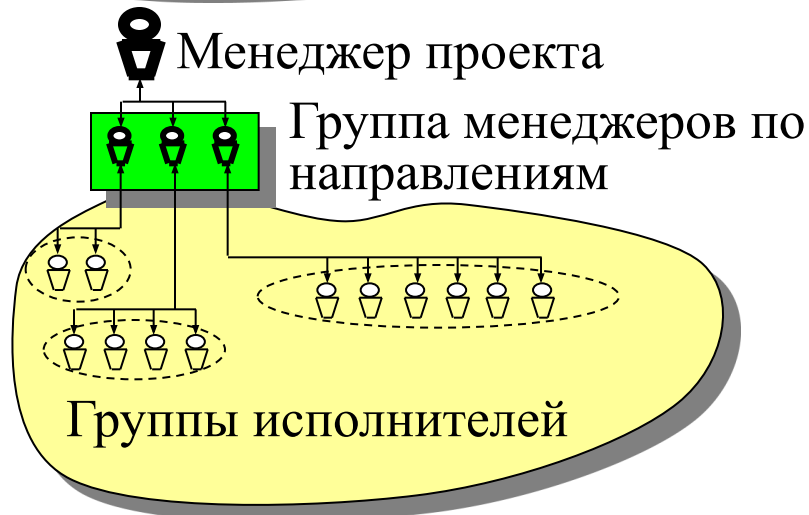 Менеджер проекта
Группа менеджеров по
направлениям
Группы исполнителей